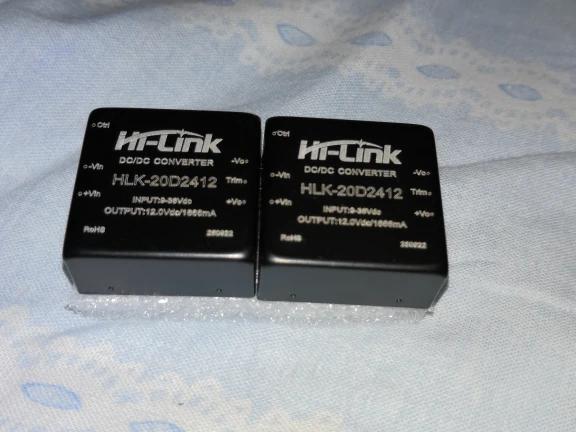 Ctrl
Hi-Link
DC/DC CONVERTER
-Vin
-Vo
HLK-20D2412
Trim
+Vin
+Vo
INPUT:9-36Vdc
OUTPUT:12.0Vdc/1666mA
RoHS
Ctrl
Hi-Link
DC/DC CONVERTER
-Vin
-Vo
HLK-20D2412
Trim
+Vin
+Vo
INPUT:9-36Vdc
OUTPUT:12.0Vdc/1666mA
RoHS